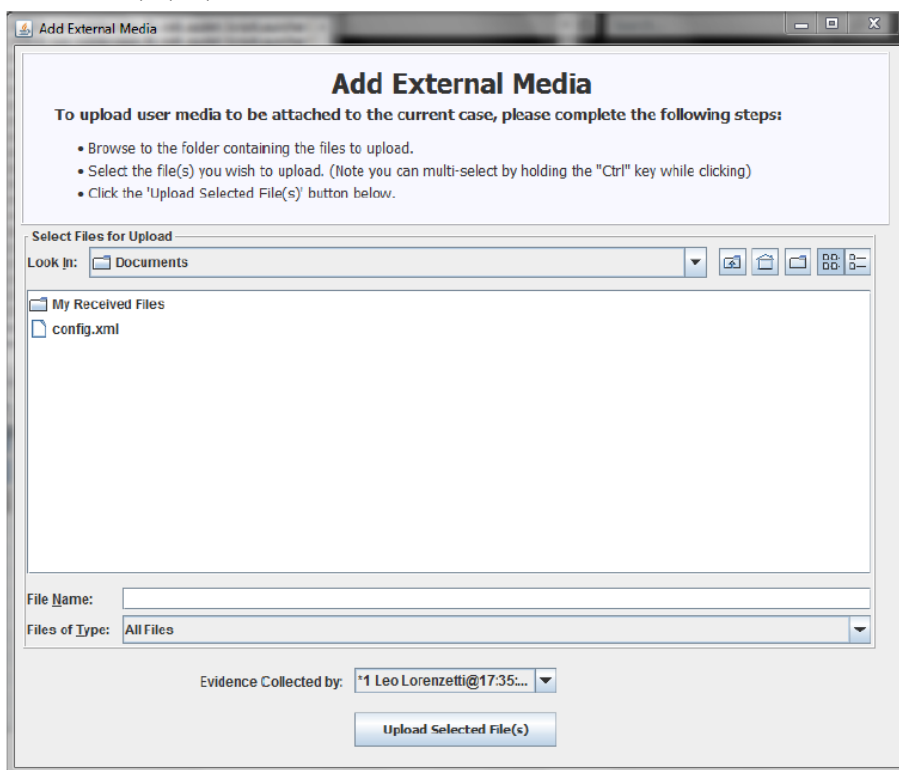 Add External Media
Add External Media
To upload user media to be attached to the current case, please complete the following steps:
• Browse to the folder containing the files to upload.
• Select the file(s) you wish to upload. (Note you can multi-select by holding the "Ctrl" key while clicking)
• Click the 'Upload Selected File(s)' button below.
Select Files for Upload
Look In: Documents
My Received Files
config.xml
File Name:
Files of Type: All Files
Evidence Collected by: *1 Leo Lorenzetti@17:35:...
Upload Selected File(s)